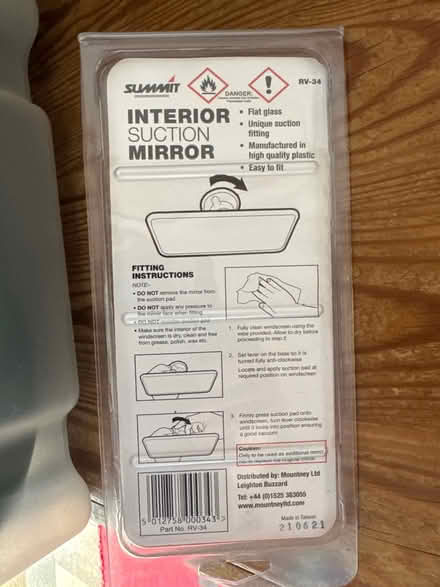 SUMMIT
DANGER:
RV-34
INTERIOR
SUCTION
MIRROR
• Flat glass
• Unique suction
fitting
• Manufactured in
high quality plastic
• Easy to fit
FITTING
INSTRUCTIONS
NOTE:-
• DO NOT remove the mirror from
the suction pad
• DO NOT apply any pressure to
the mirror face when fitting
• DO NOT
• Make sure the interior of the
windscreen is dry, clean and free
from grease, polish, wax etc.
1. Fully clean windscreen using the
wipe provided. Allow to dry before
proceeding to step 2
2. Set lever on the base so it is
turned fully anti-clockwise
Locate and apply suction pad at
required position on windscreen
3. Firmly press suction pad onto
windscreen, turn lever clockwise
until it locks into position ensuring
a good vacuum
Caution:
Only to be used as additional mirror
Distributed by: Mountney Ltd
Leighton Buzzard
Tel: +44 (0)1525 383055
www.mountneyltd.com
Made in Taiwan
210621
5 012758 000343 >
Part No. RV-34